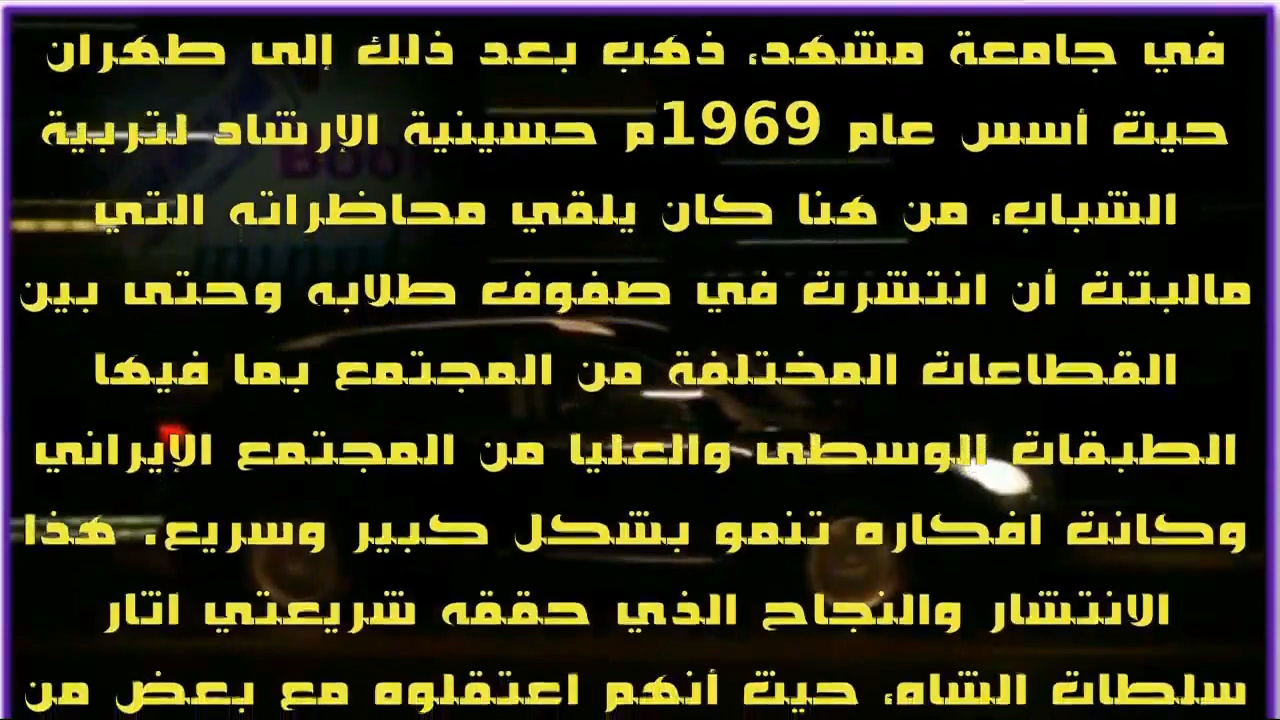 في جامعة مشهد، ذهب بعد ذلك إلى طهران
حيث أسس عام 1969م حسينية الإرشاد لتربية
الشباب، من هنا كان يلقي محاظراته التي
مالبثت أن انتشرت في صفوف طلابه وحتى بين
القطاعات المختلفة من المجتمع بما فيها
الطبقات الوسطى والعليا من المجتمع الإيراني
وكانت افكاره تنمو بشكل كبير وسريع. هذا
الانتشار والنجاح الذي حققه شريعتي اثار
سلطات الشاه، حيث أنهم اعتقلوه مع بعض من